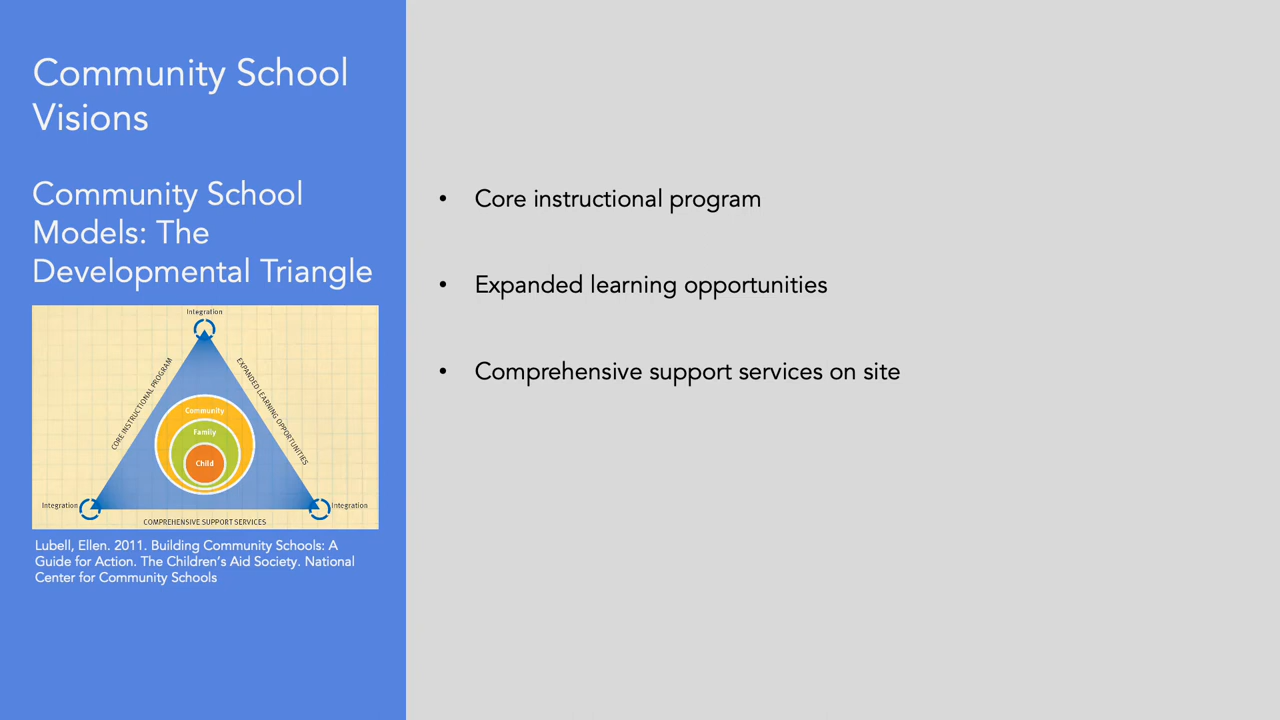 Community School
Visions
Community School
Models: The
Developmental Triangle
Integration
CORE INSTRUCTIONAL PROGRAM
EXPANDED LEARNING OPPORTUNITIES
Community
Family
Child
Integration
Integration
COMPREHENSIVE SUPPORT SERVICES
Lubell, Ellen. 2011. Building Community Schools: A
Guide for Action. The Children’s Aid Society. National
Center for Community Schools
• Core instructional program
• Expanded learning opportunities
• Comprehensive support services on site